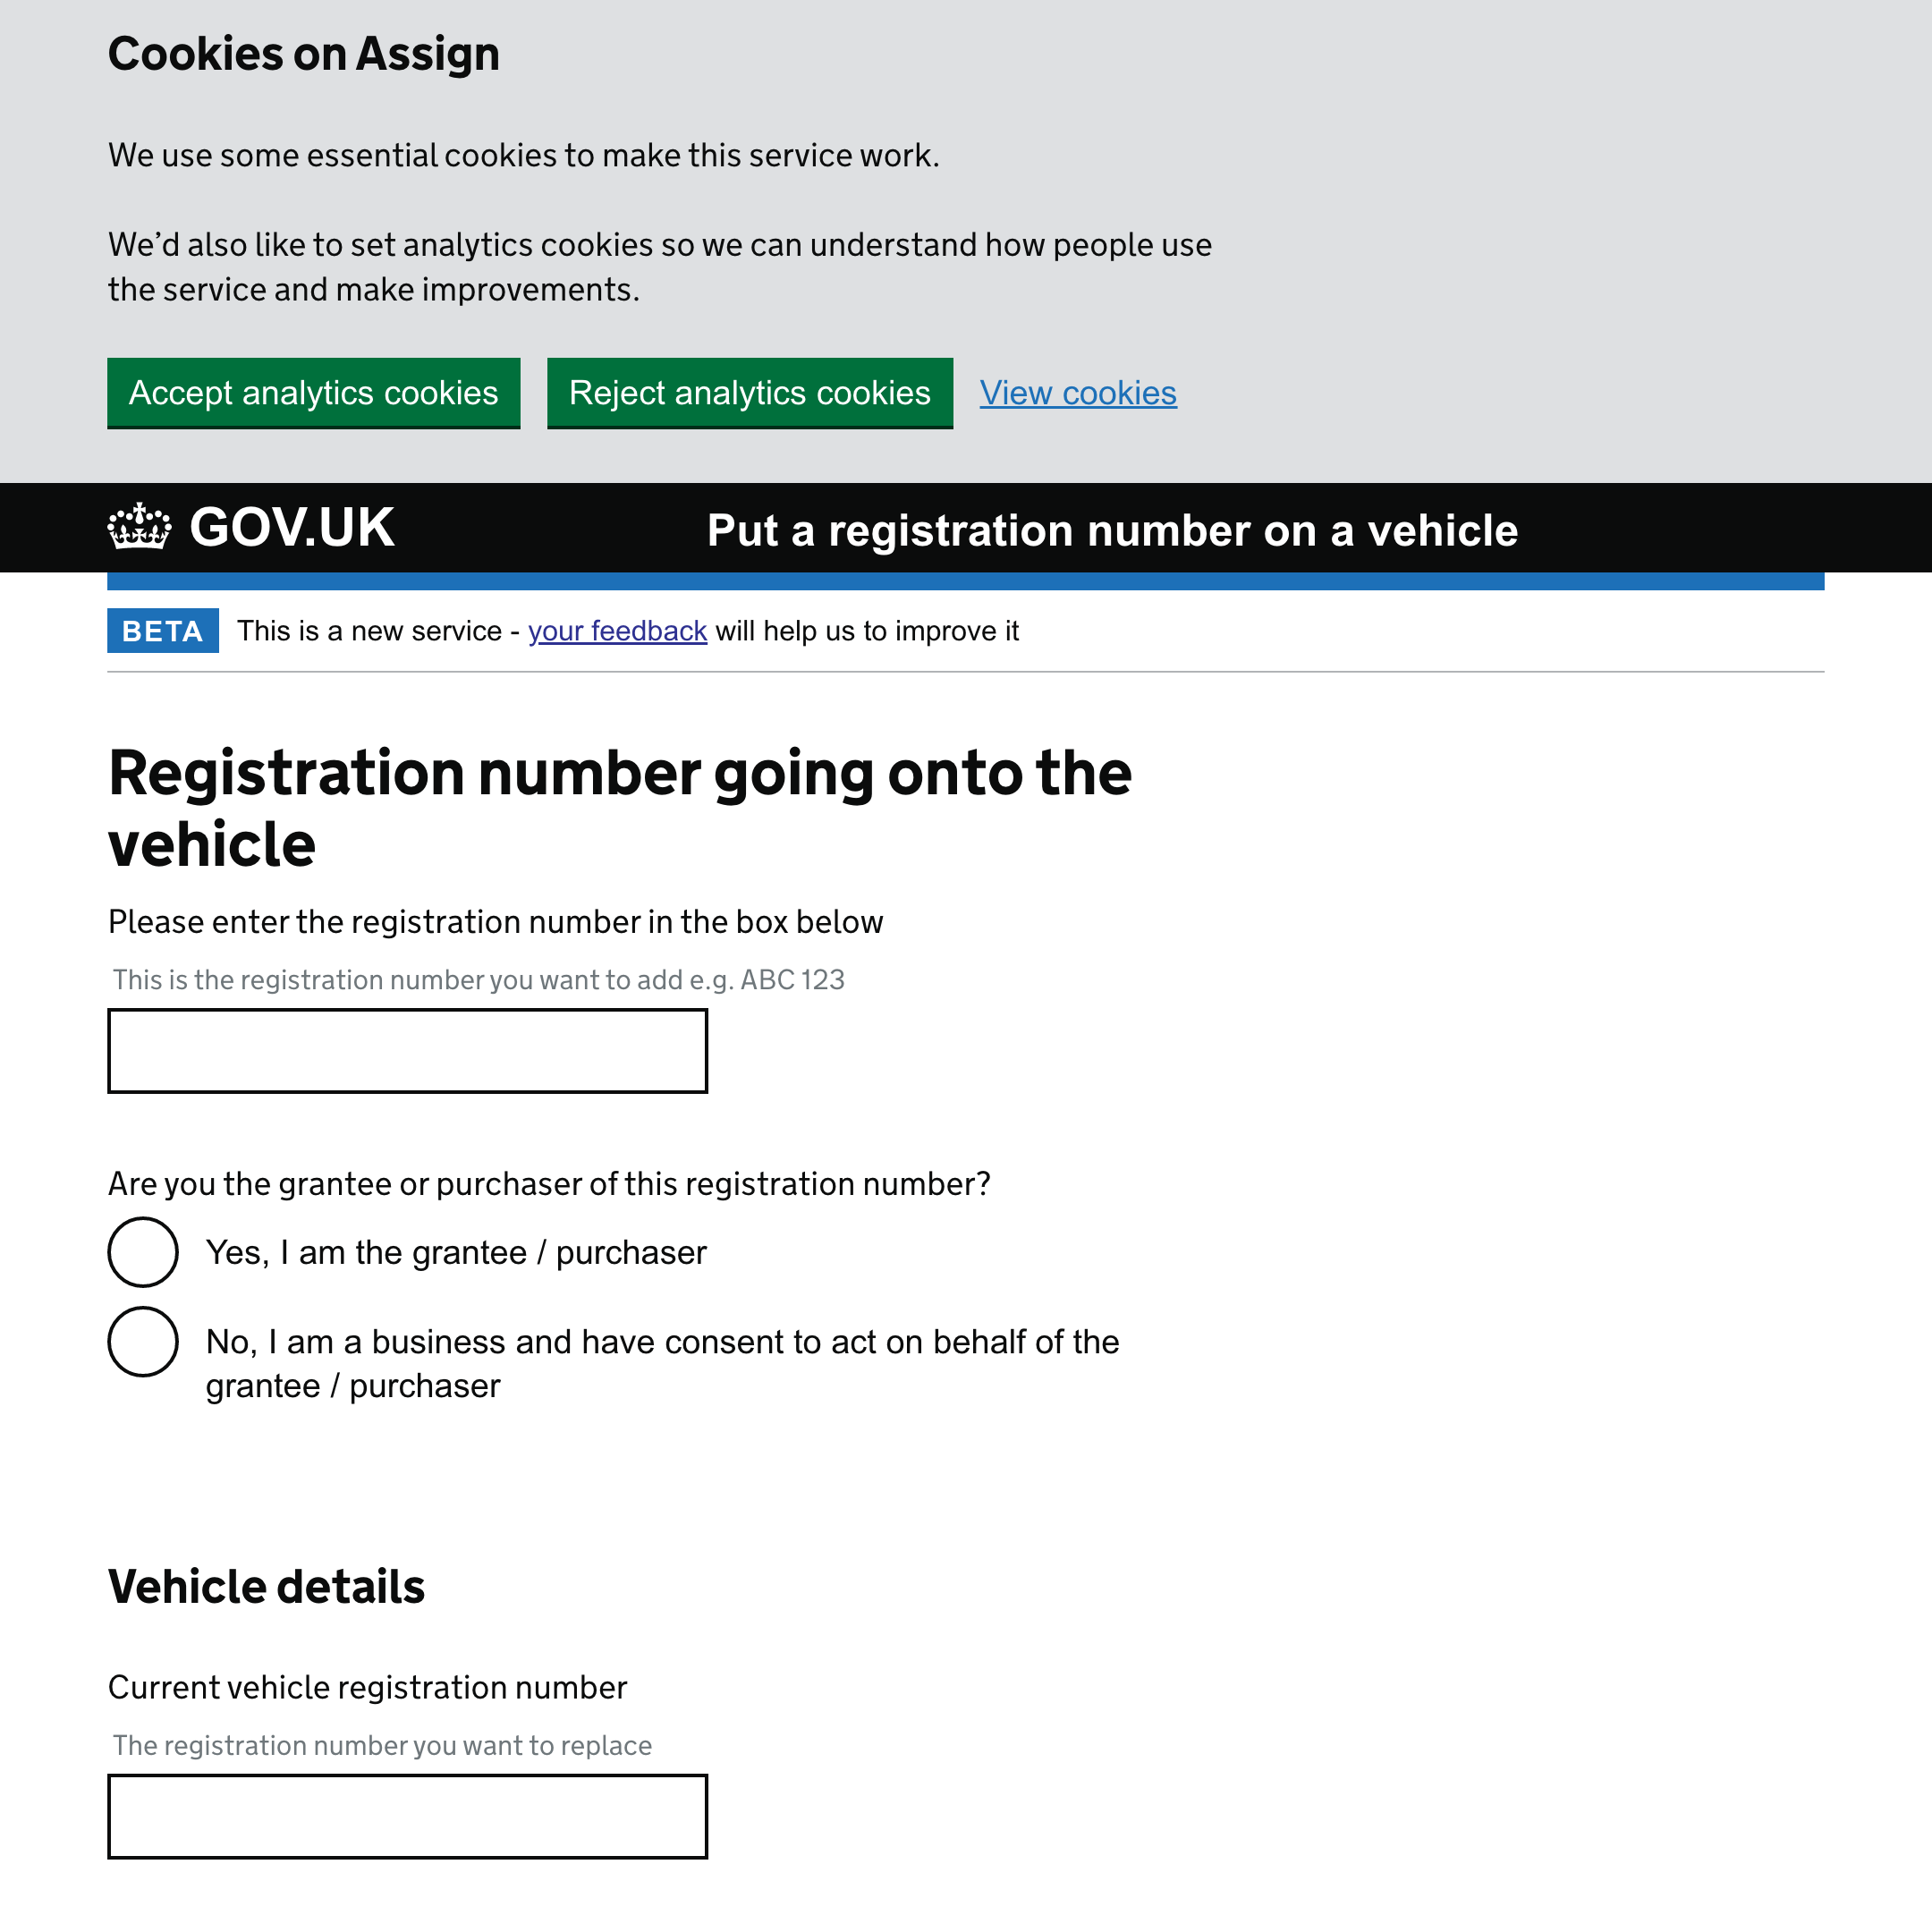 Cookies on Assign
We use some essential cookies to make this service work.
We’d also like to set analytics cookies so we can understand how people use
the service and make improvements.
Accept analytics cookies
Reject analytics cookies
View cookies
GOV.UK
Put a registration number on a vehicle
BETA
This is a new service - your feedback will help us to improve it
Registration number going onto the
vehicle
Please enter the registration number in the box below
This is the registration number you want to add e.g. ABC 123
Are you the grantee or purchaser of this registration number?
Yes, I am the grantee / purchaser
No, I am a business and have consent to act on behalf of the
grantee / purchaser
Vehicle details
Current vehicle registration number
The registration number you want to replace